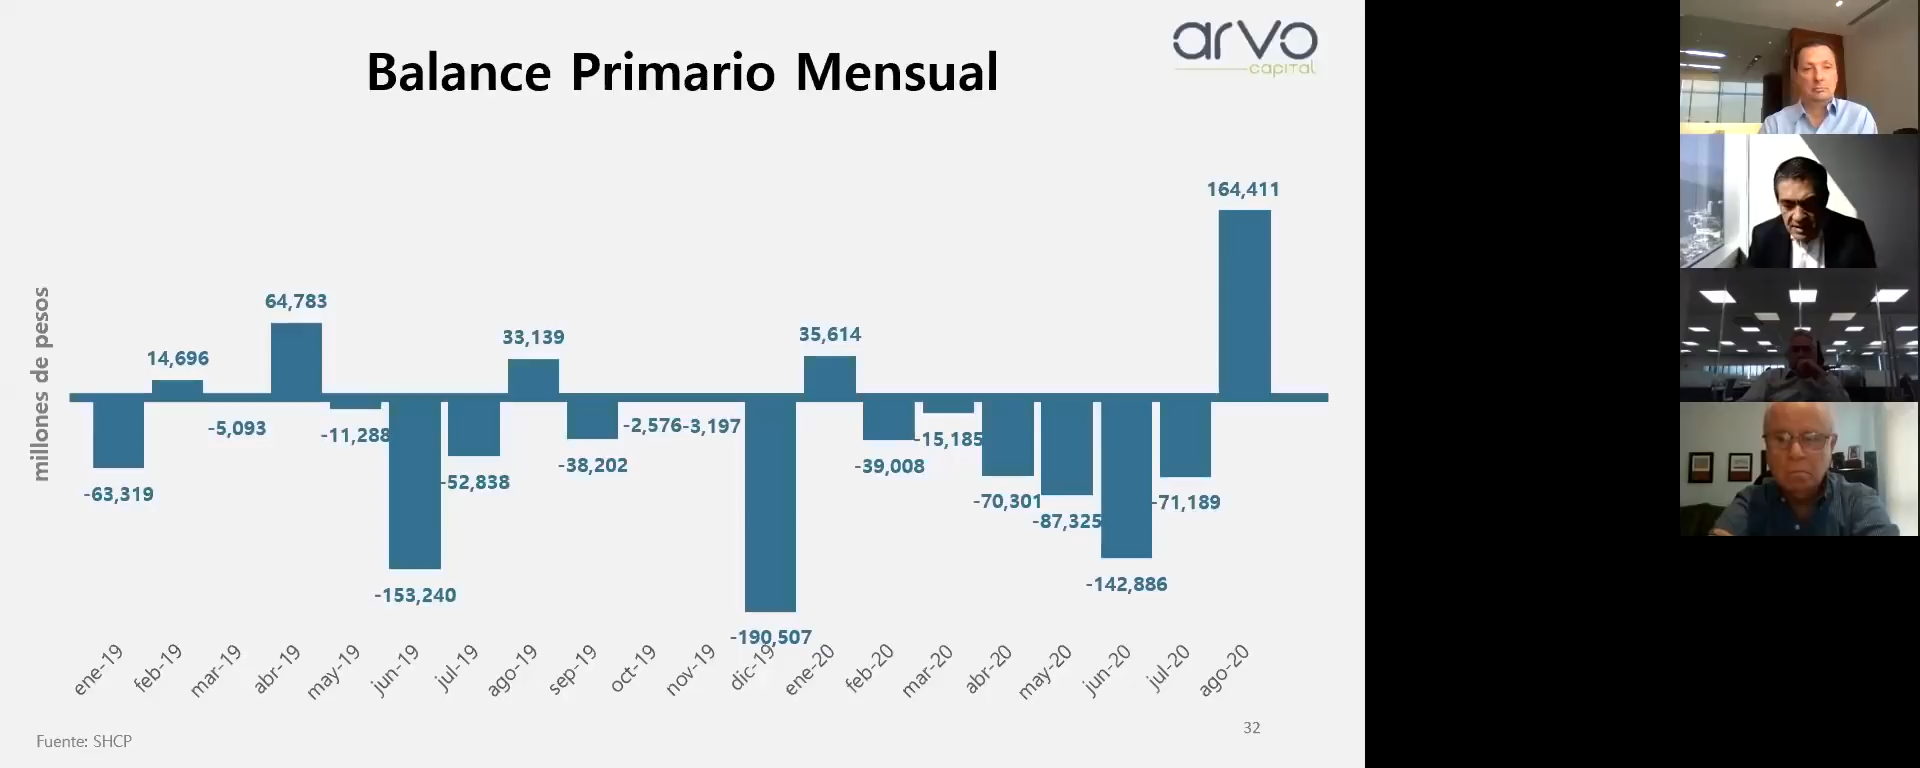 arvo
capital
Balance Primario Mensual
millones de pesos
164,411
64,783
14,696
33,139
35,614
-5,093
-11,288
-2,576
-3,197
-15,185
-63,319
-52,838
-38,202
-39,008
-70,301
-87,325
-71,189
-153,240
-142,886
-190,507
ene-19
feb-19
mar-19
abr-19
may-19
jun-19
jul-19
ago-19
sep-19
oct-19
nov-19
dic-19
ene-20
feb-20
mar-20
abr-20
may-20
jun-20
jul-20
ago-20
Fuente: SHCP
32